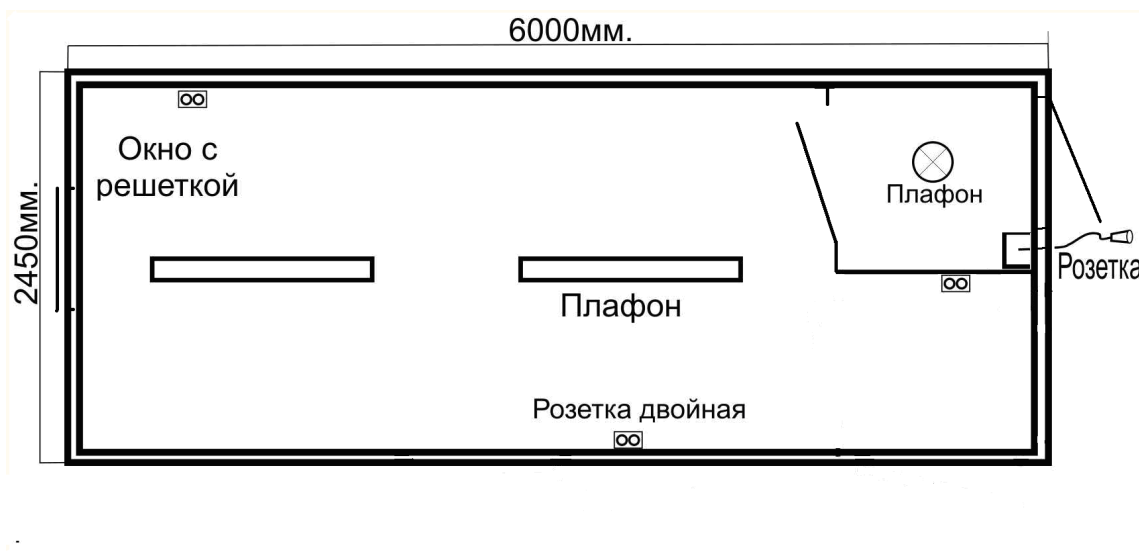 6000мм.
Окно с
решеткой
Плафон
2450мм.
Розетка
Плафон
Розетка двойная